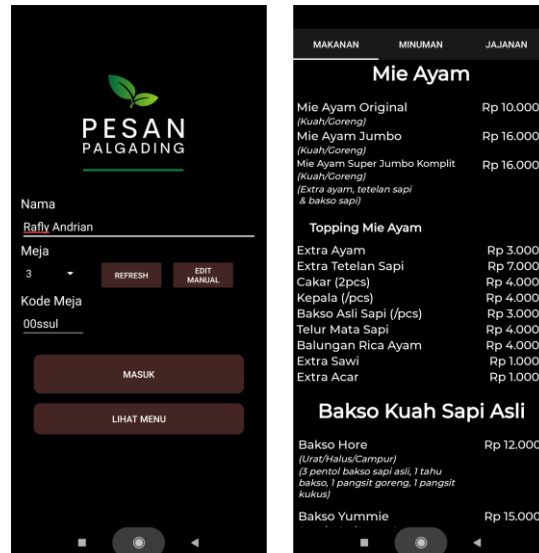 PESAN
PALGADING
Nama
Rafly Andrian
Meja
3
REFRESH
EDIT
MANUAL
Kode Meja
00ssul
MASUK
LIHAT MENU
MAKANAN MINUMAN JAJANAN
Mie Ayam
Mie Ayam Original Rp 10.000
(Kuah/Goreng)
Mie Ayam Jumbo Rp 16.000
(Kuah/Goreng)
Mie Ayam Super Jumbo Komplit Rp 16.000
(Kuah/Goreng)
(Extra ayam, tetelan sapi
& bakso sapi)
Topping Mie Ayam
Extra Ayam Rp 3.000
Extra Tetelan Sapi Rp 7.000
Cakar (2pcs) Rp 4.000
Kepala (/pcs) Rp 4.000
Bakso Asli Sapi (/pcs) Rp 3.000
Telur Mata Sapi Rp 4.000
Balungan Rica Ayam Rp 4.000
Extra Sawi Rp 1.000
Extra Acar Rp 1.000
Bakso Kuah Sapi Asli
Bakso Hore Rp 12.000
(Urat/Halus/Campur)
(3 pentol bakso sapi asli, 1 tahu
bakso, 1 pangsit goreng, 1 pangsit
kukus)
Bakso Yummie Rp 15.000